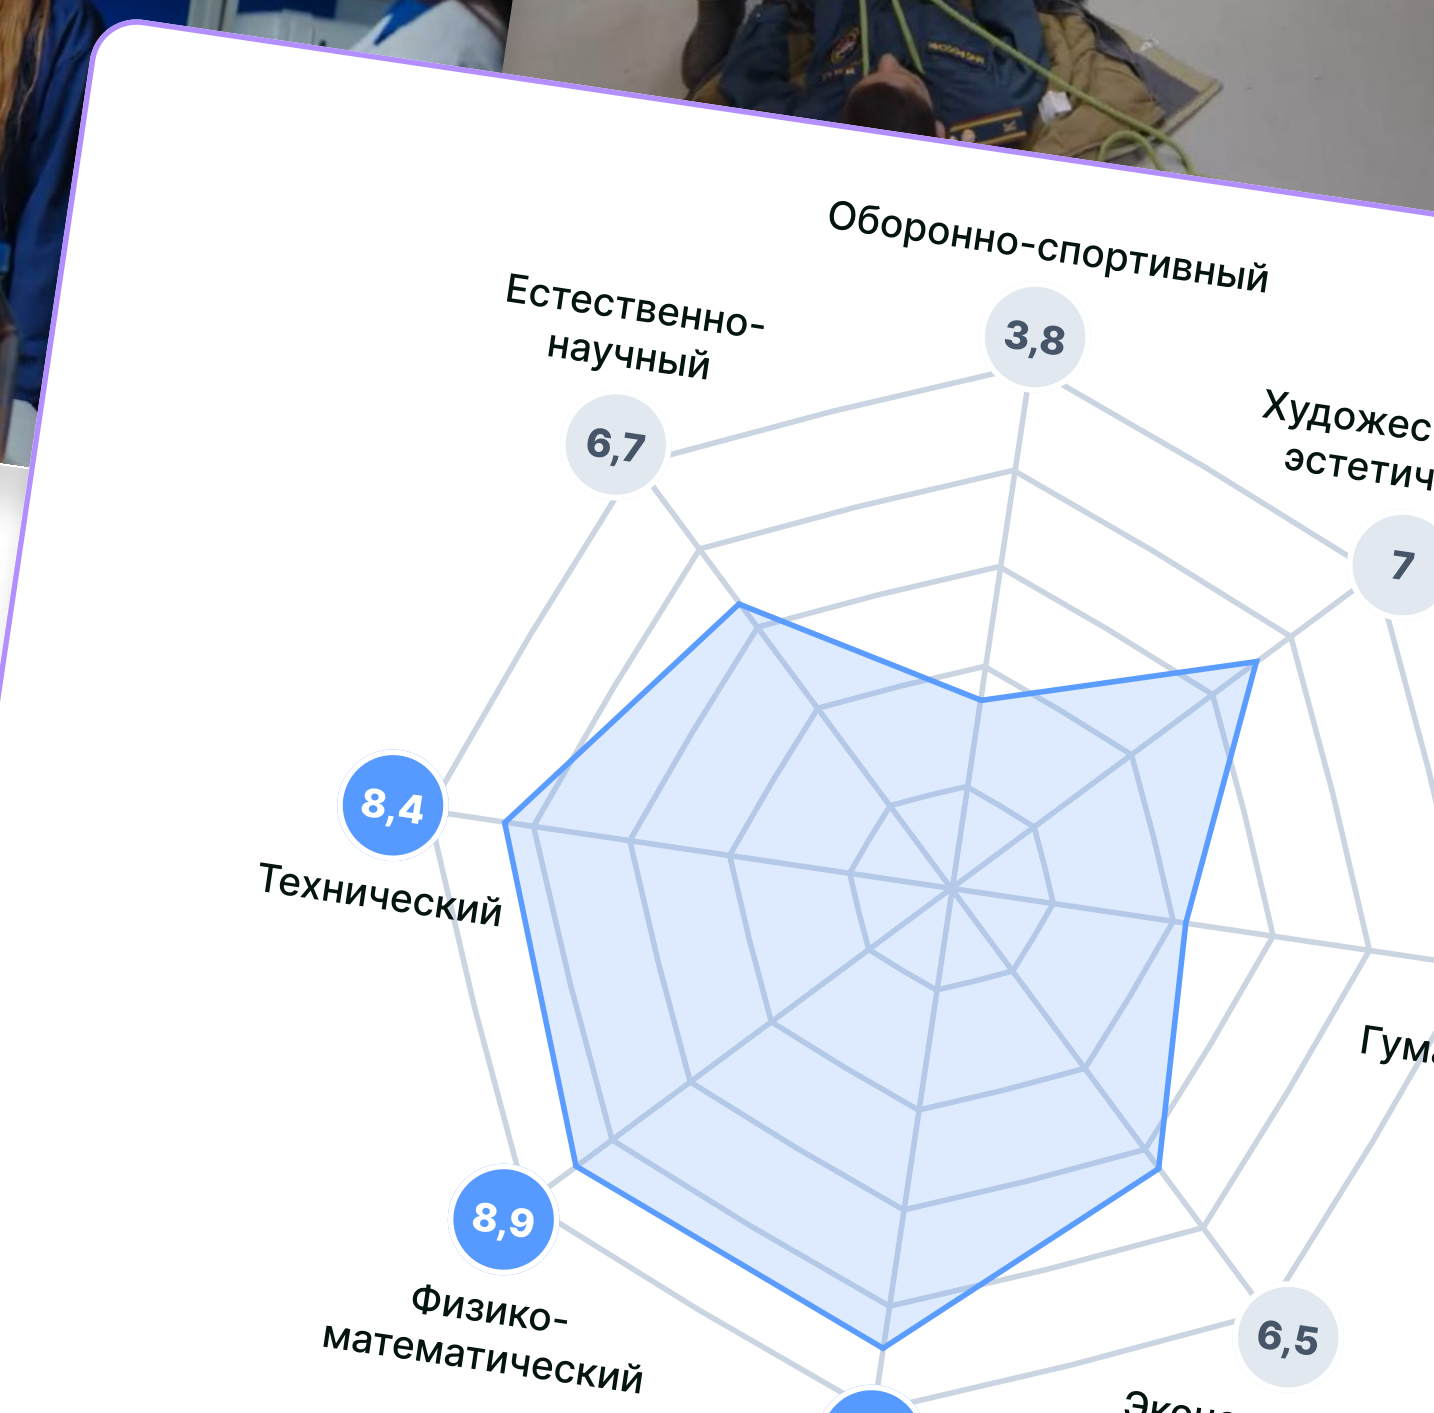 Оборонно-спортивный
3,8
Естественно-
научный
6,7
7
8,4
Технический
8,9
Физико-
математический
6,5